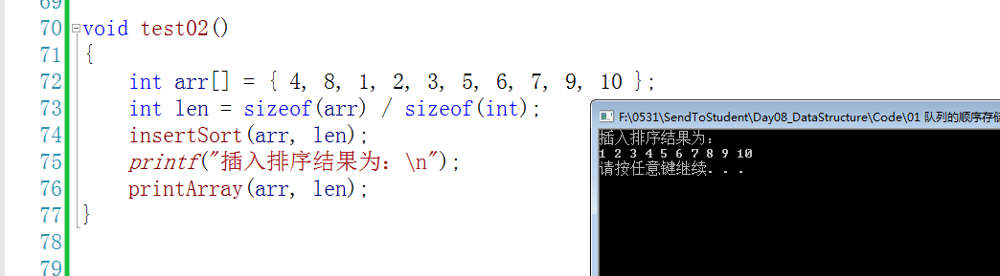 69
70 void test02()
71 {
72 int arr[] = { 4, 8, 1, 2, 3, 5, 6, 7, 9, 10 };
73 int len = sizeof(arr) / sizeof(int);
74 insertSort(arr, len);
75 printf("插入排序结果为：\n");
76 printArray(arr, len);
77 }
78
79
F:\0531\SendToStudent\Day08_DataStructure\Code\01 队列的顺序存储
插入排序结果为：
1 2 3 4 5 6 7 8 9 10
请按任意键继续. . .